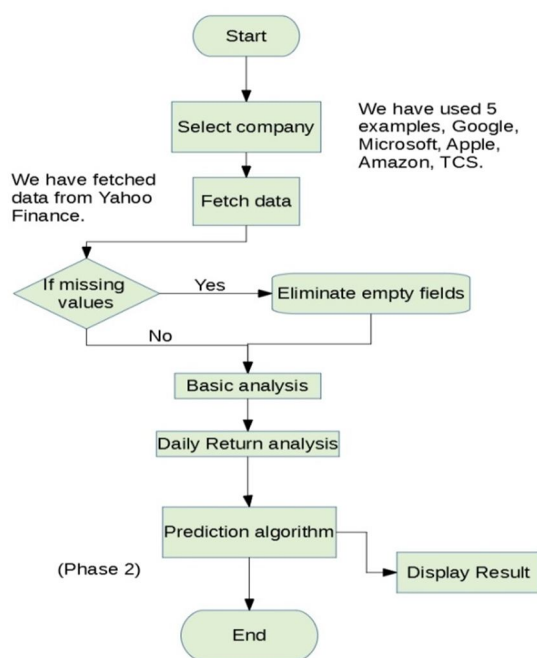 Start
Select company
We have used 5
examples, Google,
Microsoft, Apple,
Amazon, TCS.
We have fetched
data from Yahoo
Finance.
Fetch data
If missing
values
Yes
Eliminate empty fields
No
Basic analysis
Daily Return analysis
Prediction algorithm
(Phase 2)
Display Result
End